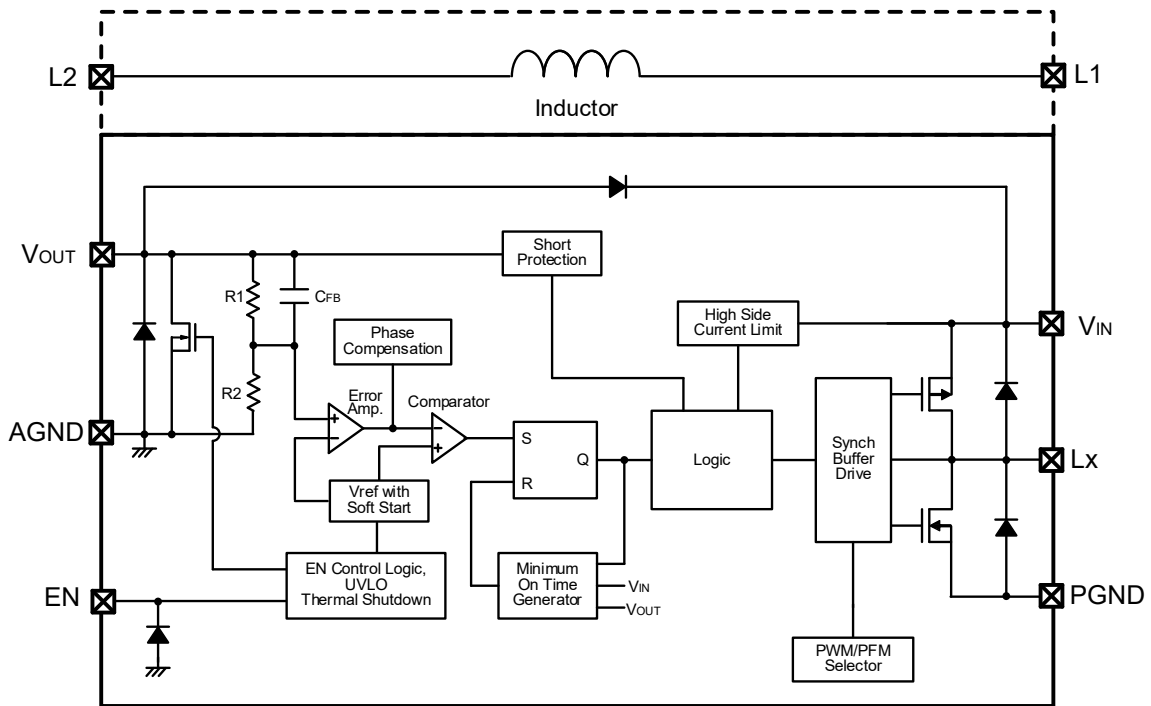 L2
L1
Inductor
VOUT
Short
Protection
R1
CFB
High Side
Current Limit
VIN
Phase
Compensation
R2
Error
Amp.
Comparator
+
−
−
+
AGND
S
Q
R
Logic
Synch
Buffer
Drive
Lx
Vref with
Soft Start
EN Control Logic,
UVLO
Thermal Shutdown
Minimum
On Time
Generator
VIN
VOUT
EN
PGND
PWM/PFM
Selector